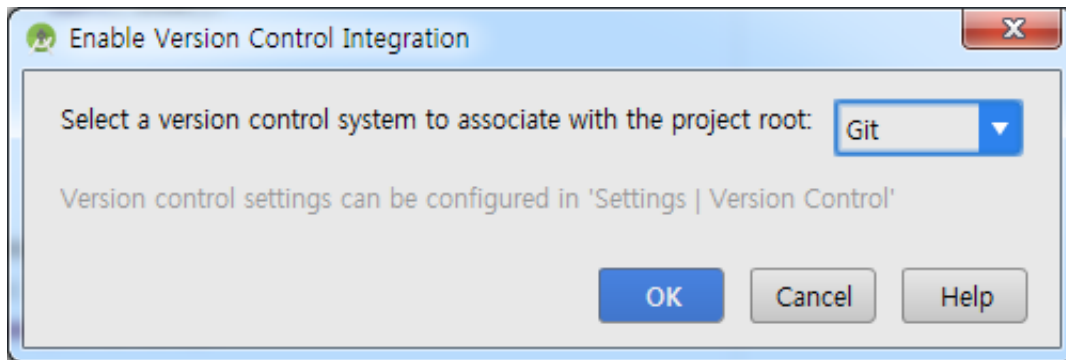 Enable Version Control Integration
Select a version control system to associate with the project root: Git
Version control settings can be configured in 'Settings | Version Control'
OK Cancel Help